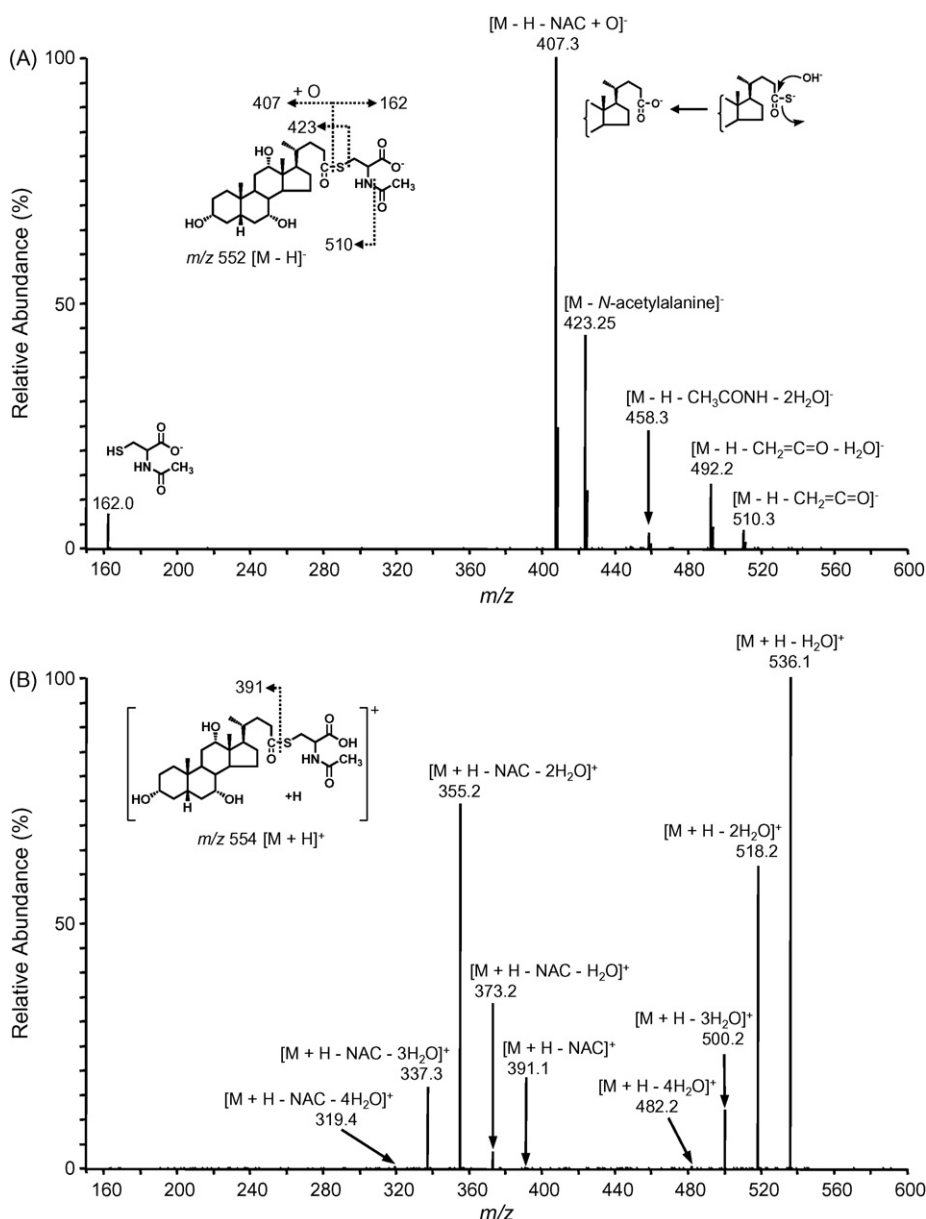 (A)
[M - H - NAC + O]⁻
407.3
+ O
407
162
423
HO
OH
C
O
S
O
O⁻
HN
CH₃
O
HO
OH
H
510
m/z 552 [M - H]⁻
O⁻
O
OH⁻
C
S⁻
O
[M - N-acetylalanine]⁻
423.25
[M - H - CH₃CONH - 2H₂O]⁻
458.3
[M - H - CH₂=C=O - H₂O]⁻
492.2
[M - H - CH₂=C=O]⁻
510.3
O
HS
O⁻
HN
CH₃
O
162.0
Relative Abundance (%)
100
50
0
160 200 240 280 320 360 400 440 480 520 560 600
m/z
(B)
[M + H - H₂O]⁺
536.1
391
HO
C
O
S
O
OH
HN
CH₃
O
HO
OH
H
+H
+
m/z 554 [M + H]⁺
[M + H - NAC - 2H₂O]⁺
355.2
[M + H - 2H₂O]⁺
518.2
[M + H - NAC - H₂O]⁺
373.2
[M + H - 3H₂O]⁺
500.2
[M + H - NAC - 3H₂O]⁺
337.3
[M + H - NAC]⁺
391.1
[M + H - NAC - 4H₂O]⁺
319.4
[M + H - 4H₂O]⁺
482.2
Relative Abundance (%)
100
50
0
160 200 240 280 320 360 400 440 480 520 560 600
m/z